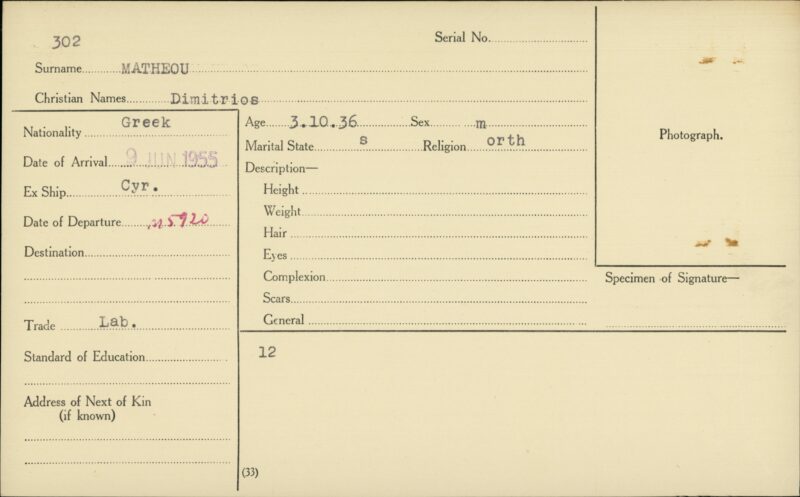 302
Serial No.
Surname MATHEOU
Christian Names Dimitrios
Nationality Greek
Date of Arrival 9 JUN 1955
Ex Ship Cyr.
Date of Departure
Destination
Trade Lab.
Standard of Education
Address of Next of Kin
(if known)
Age 3.10.36 Sex m
Marital State s Religion orth
Description—
Height
Weight
Hair
Eyes
Complexion
Scars
General
12
(33)
Photograph.
Specimen of Signature—